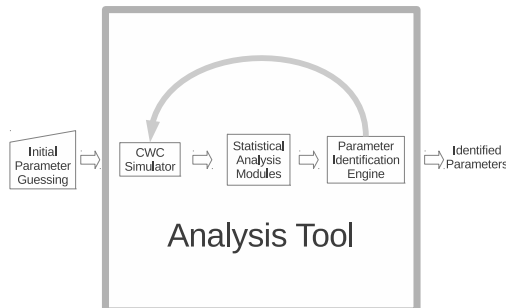 Initial
Parameter
Guessing
CWC
Simulator
Statistical
Analysis
Modules
Parameter
Identification
Engine
Identified
Parameters
Analysis Tool